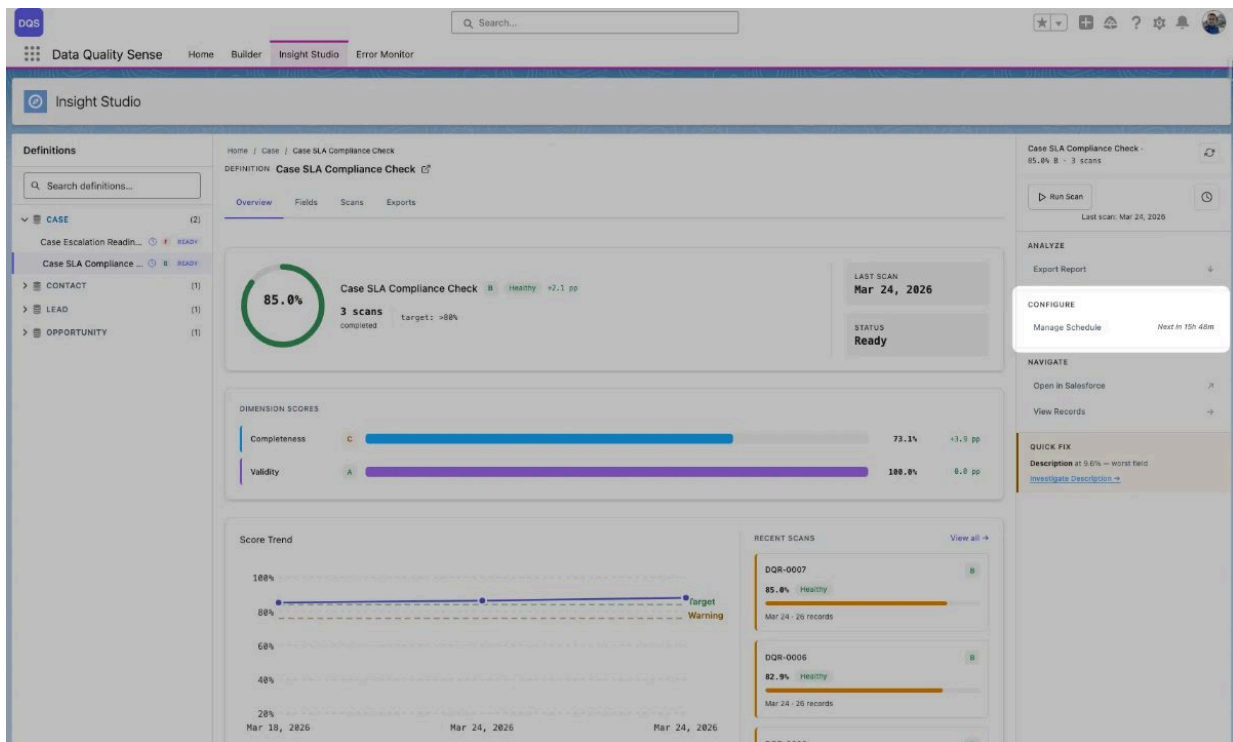 DQS
Search...
Data Quality Sense Home Builder Insight Studio Error Monitor
Insight Studio
Definitions
Search definitions...
CASE (2)
Case Escalation Readin... F READY
Case SLA Compliance ... B READY
CONTACT (1)
LEAD (1)
OPPORTUNITY (1)
Home / Case / Case SLA Compliance Check
DEFINITION Case SLA Compliance Check
Overview Fields Scans Exports
85.0%
Case SLA Compliance Check B Healthy +2.1 pp
3 scans
completed
target: >80%
LAST SCAN
Mar 24, 2026
STATUS
Ready
DIMENSION SCORES
Completeness C 73.1% +3.9 pp
Validity A 100.0% 0.0 pp
Score Trend
100%
80%
60%
40%
20%
Target
Warning
Mar 18, 2026 Mar 24, 2026 Mar 24, 2026
RECENT SCANS View all →
DQR-0007 B
85.0% Healthy
Mar 24 · 26 records
DQR-0006 B
82.9% Healthy
Mar 24 · 26 records
Case SLA Compliance Check ·
85.0% B · 3 scans
Run Scan
Last scan: Mar 24, 2026
ANALYZE
Export Report ↓
CONFIGURE
Manage Schedule Next in 15h 48m
NAVIGATE
Open in Salesforce ↗
View Records →
QUICK FIX
Description at 9.6% — worst field
Investigate Description →